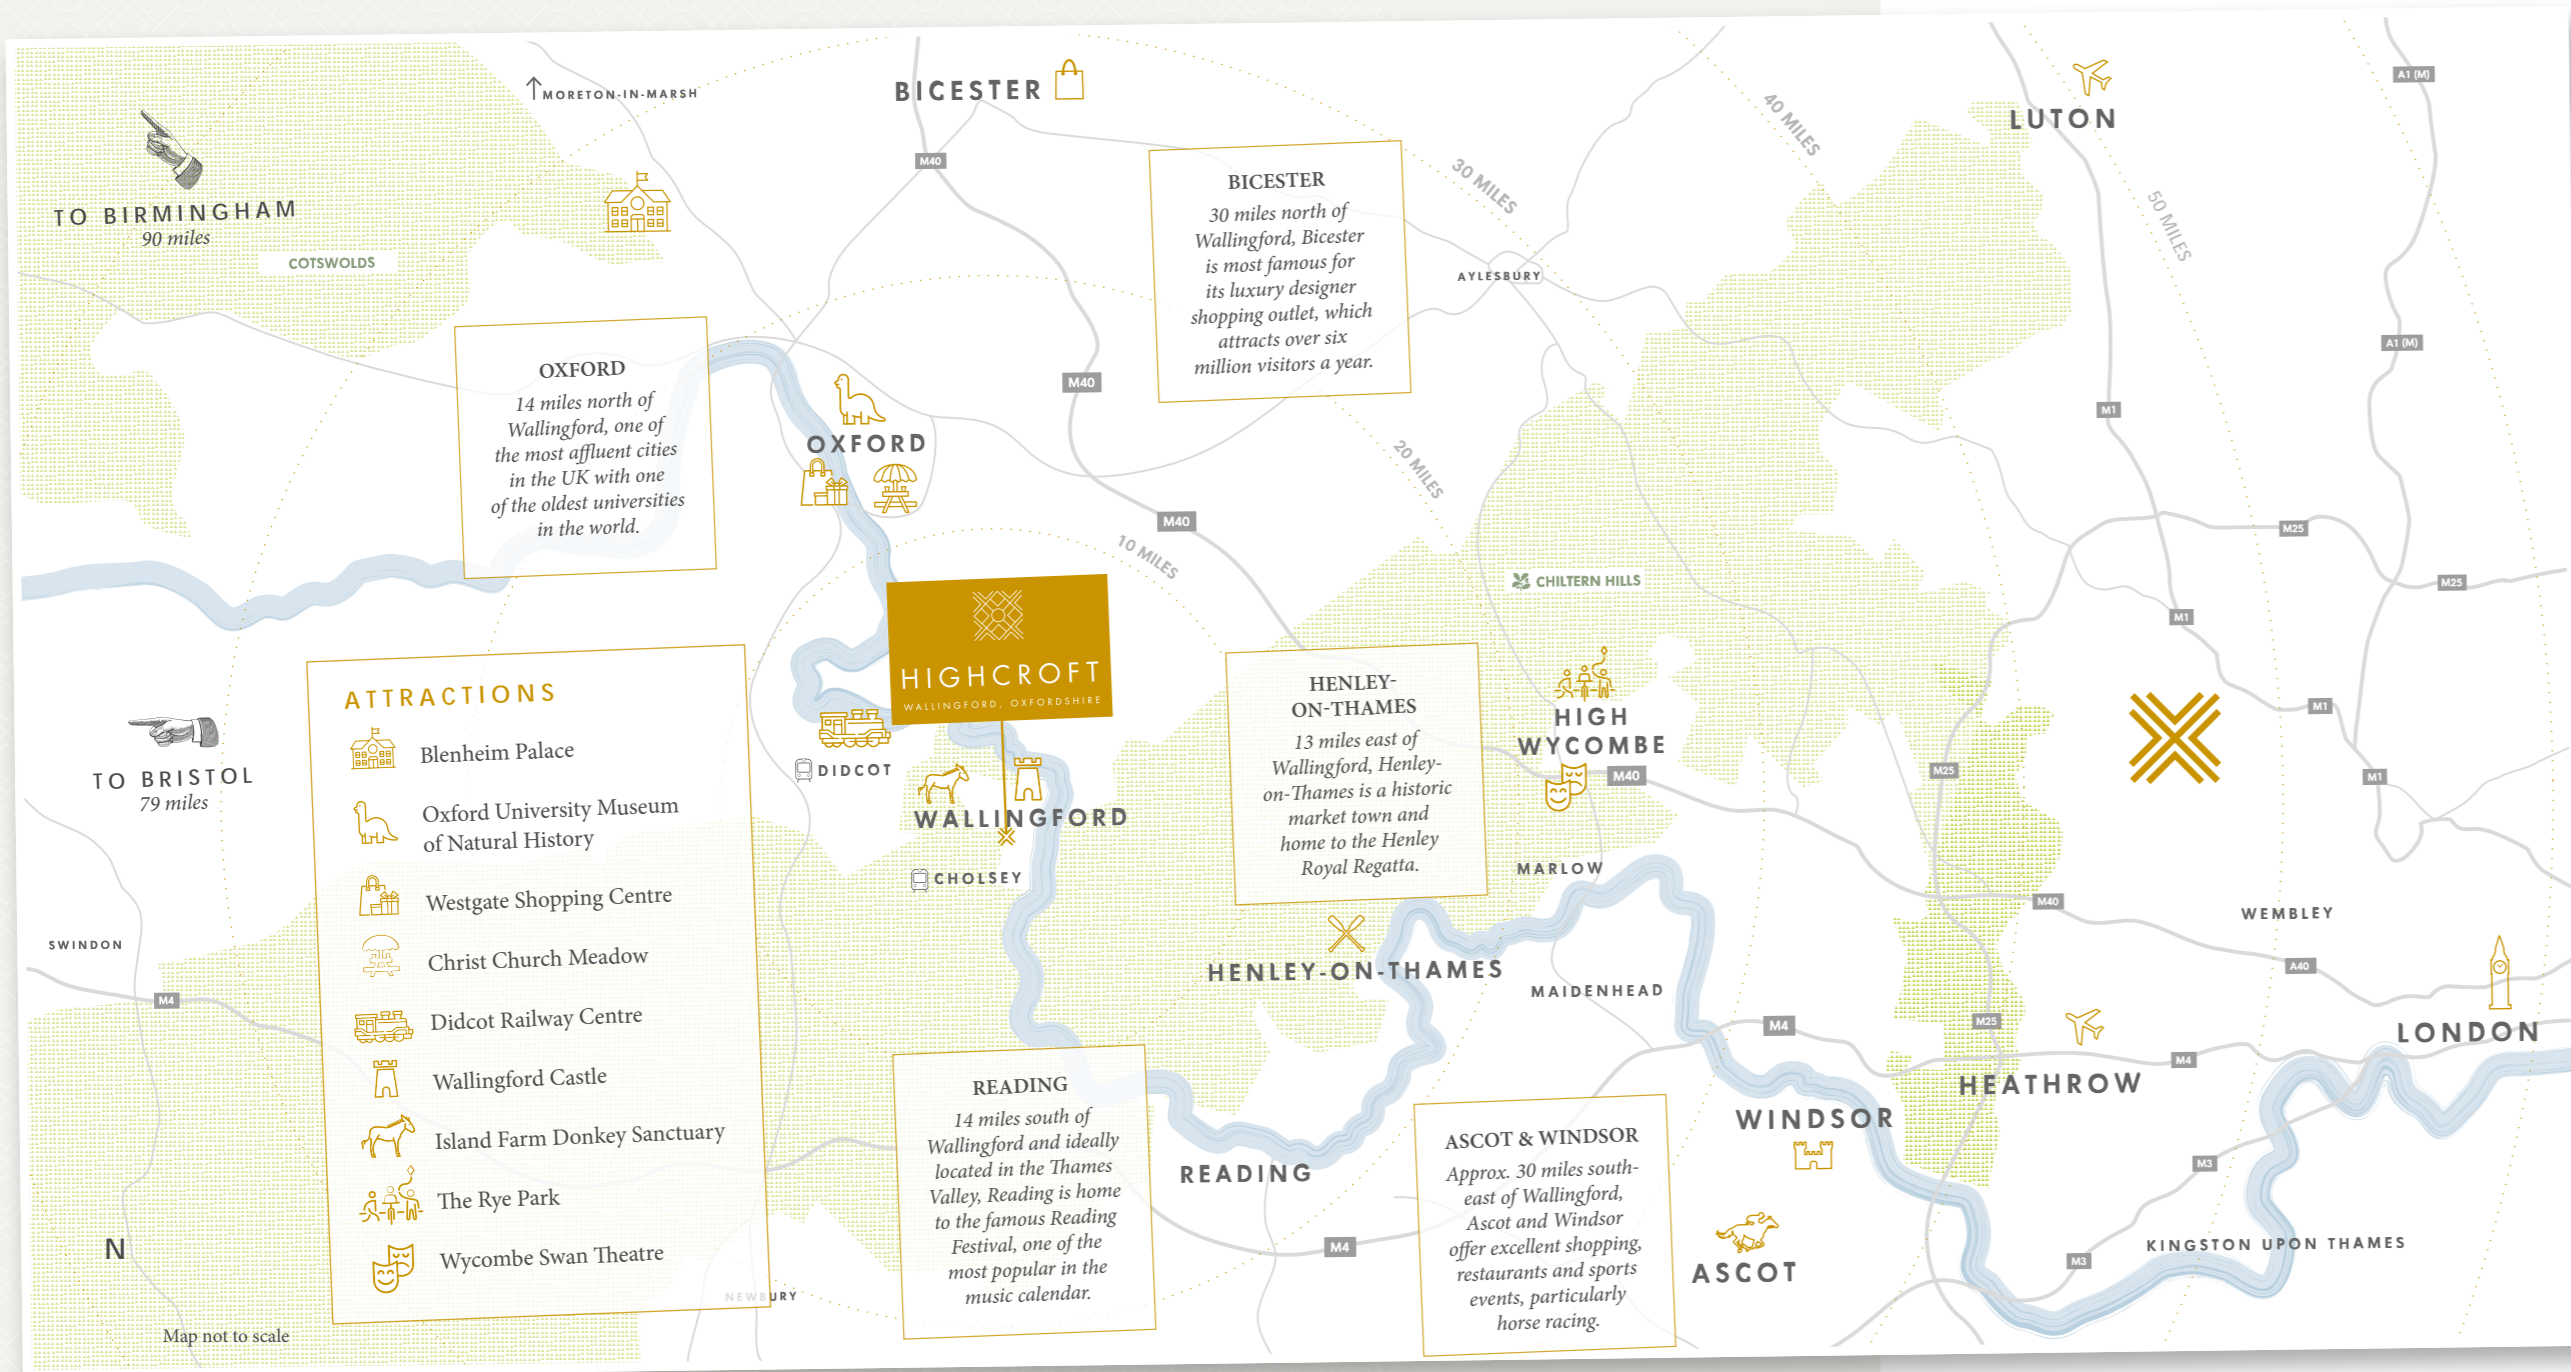 MORETON-IN-MARSH
BICESTER
M40
LUTON
A1 (M)
40 MILES
30 MILES
50 MILES
TO BIRMINGHAM
90 miles
COTSWOLDS
BICESTER
30 miles north of
Wallingford, Bicester
is most famous for
its luxury designer
shopping outlet, which
attracts over six
million visitors a year.
AYLESBURY
A1 (M)
M40
M1
OXFORD
14 miles north of
Wallingford, one of
the most affluent cities
in the UK with one
of the oldest universities
in the world.
OXFORD
20 MILES
M40
10 MILES
M25
M25
CHILTERN HILLS
M1
HIGHCROFT
WALLINGFORD, OXFORDSHIRE
TO BRISTOL
79 miles
ATTRACTIONS
Blenheim Palace
Oxford University Museum
of Natural History
Westgate Shopping Centre
Christ Church Meadow
Didcot Railway Centre
Wallingford Castle
Island Farm Donkey Sanctuary
The Rye Park
Wycombe Swan Theatre
DIDCOT
WALLINGFORD
CHOLSEY
HENLEY-
ON-THAMES
13 miles east of
Wallingford, Henley-
on-Thames is a historic
market town and
home to the Henley
Royal Regatta.
HIGH
WYCOMBE
M40
M25
M1
M1
MARLOW
M40
WEMBLEY
SWINDON
M4
HENLEY-ON-THAMES
MAIDENHEAD
A40
M4
M25
LONDON
M4
HEATHROW
READING
14 miles south of
Wallingford and ideally
located in the Thames
Valley, Reading is home
to the famous Reading
Festival, one of the
most popular in the
music calendar.
READING
M4
ASCOT & WINDSOR
Approx. 30 miles south-
east of Wallingford,
Ascot and Windsor
offer excellent shopping,
restaurants and sports
events, particularly
horse racing.
WINDSOR
ASCOT
M3
M3
KINGSTON UPON THAMES
NEWBURY
N
Map not to scale